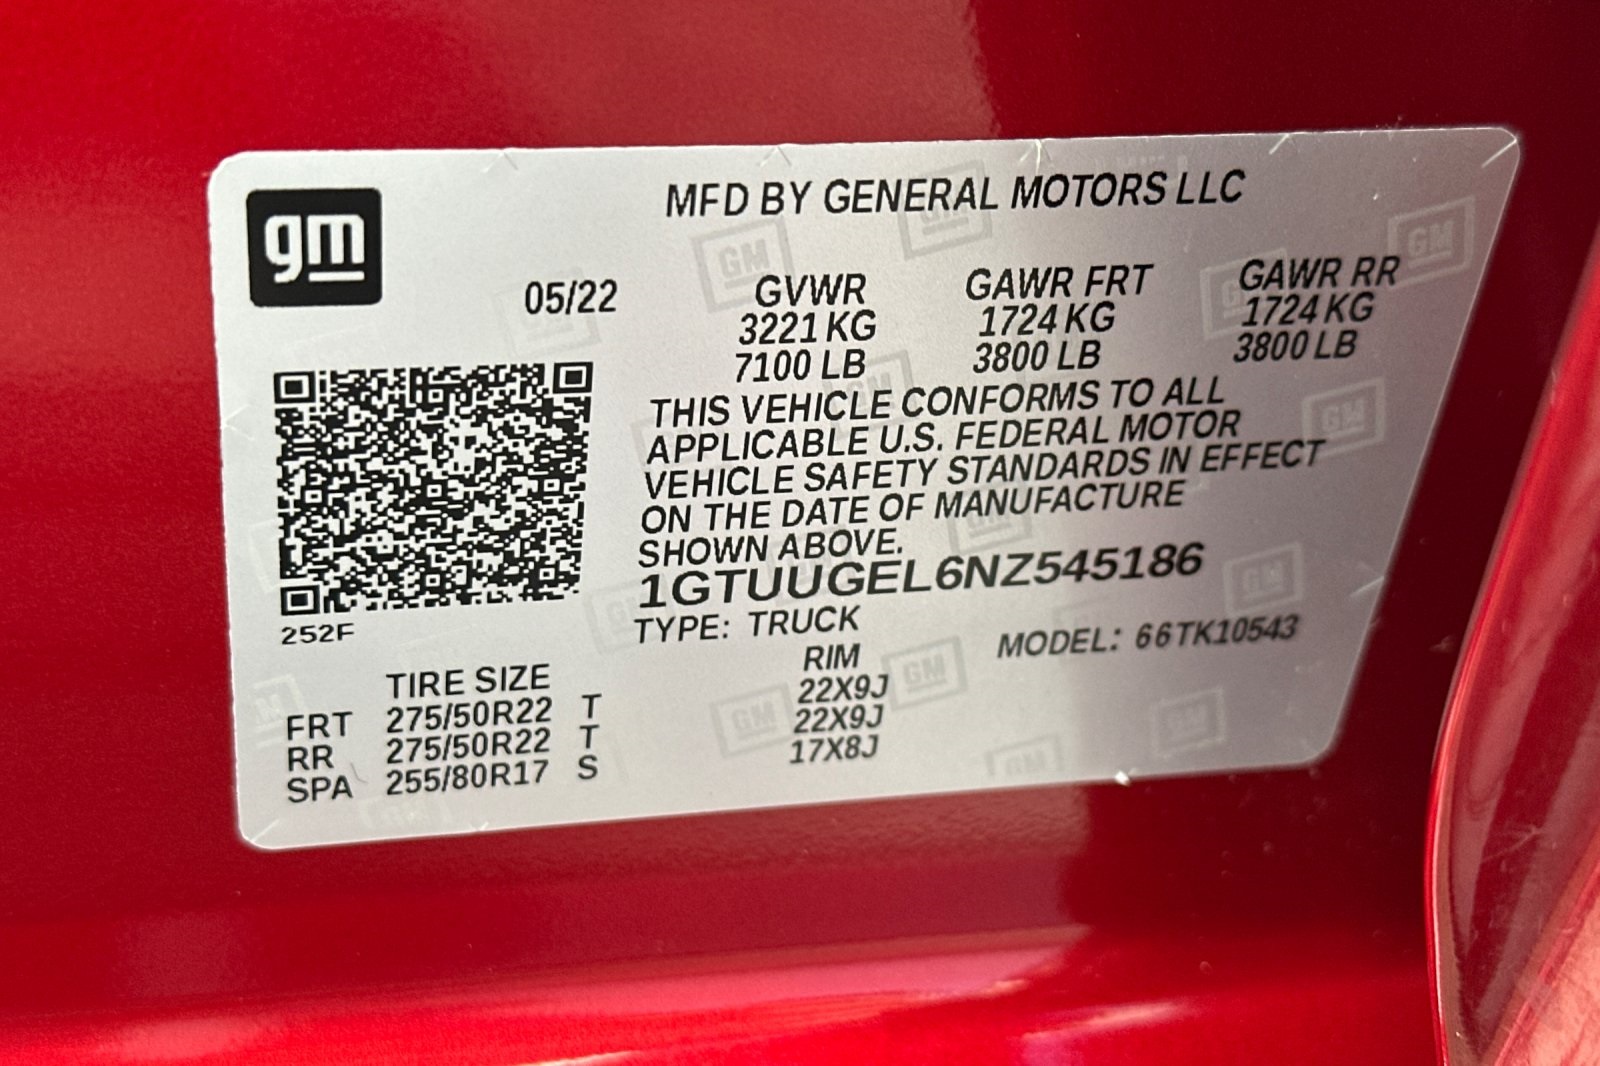 gm
MFD BY GENERAL MOTORS LLC
05/22 GVWR GAWR FRT GAWR RR
3221 KG 1724 KG 1724 KG
7100 LB 3800 LB 3800 LB
THIS VEHICLE CONFORMS TO ALL
APPLICABLE U.S. FEDERAL MOTOR
VEHICLE SAFETY STANDARDS IN EFFECT
ON THE DATE OF MANUFACTURE
SHOWN ABOVE.
1GTUUGEL6NZ545186
252F
TYPE: TRUCK MODEL: 66TK10543
TIRE SIZE RIM
FRT 275/50R22 T 22X9J
RR 275/50R22 T 22X9J
SPA 255/80R17 S 17X8J